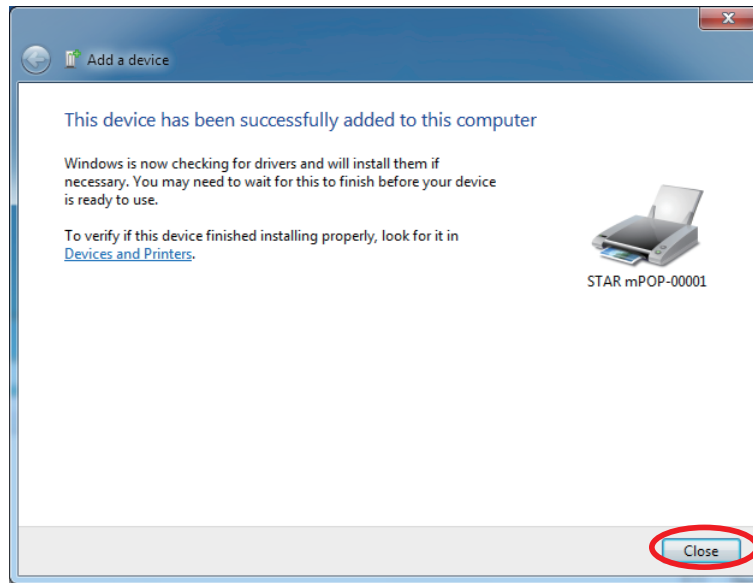 Add a device
This device has been successfully added to this computer
Windows is now checking for drivers and will install them if
necessary. You may need to wait for this to finish before your device
is ready to use.
To verify if this device finished installing properly, look for it in
Devices and Printers.
STAR mPOP-00001
Close